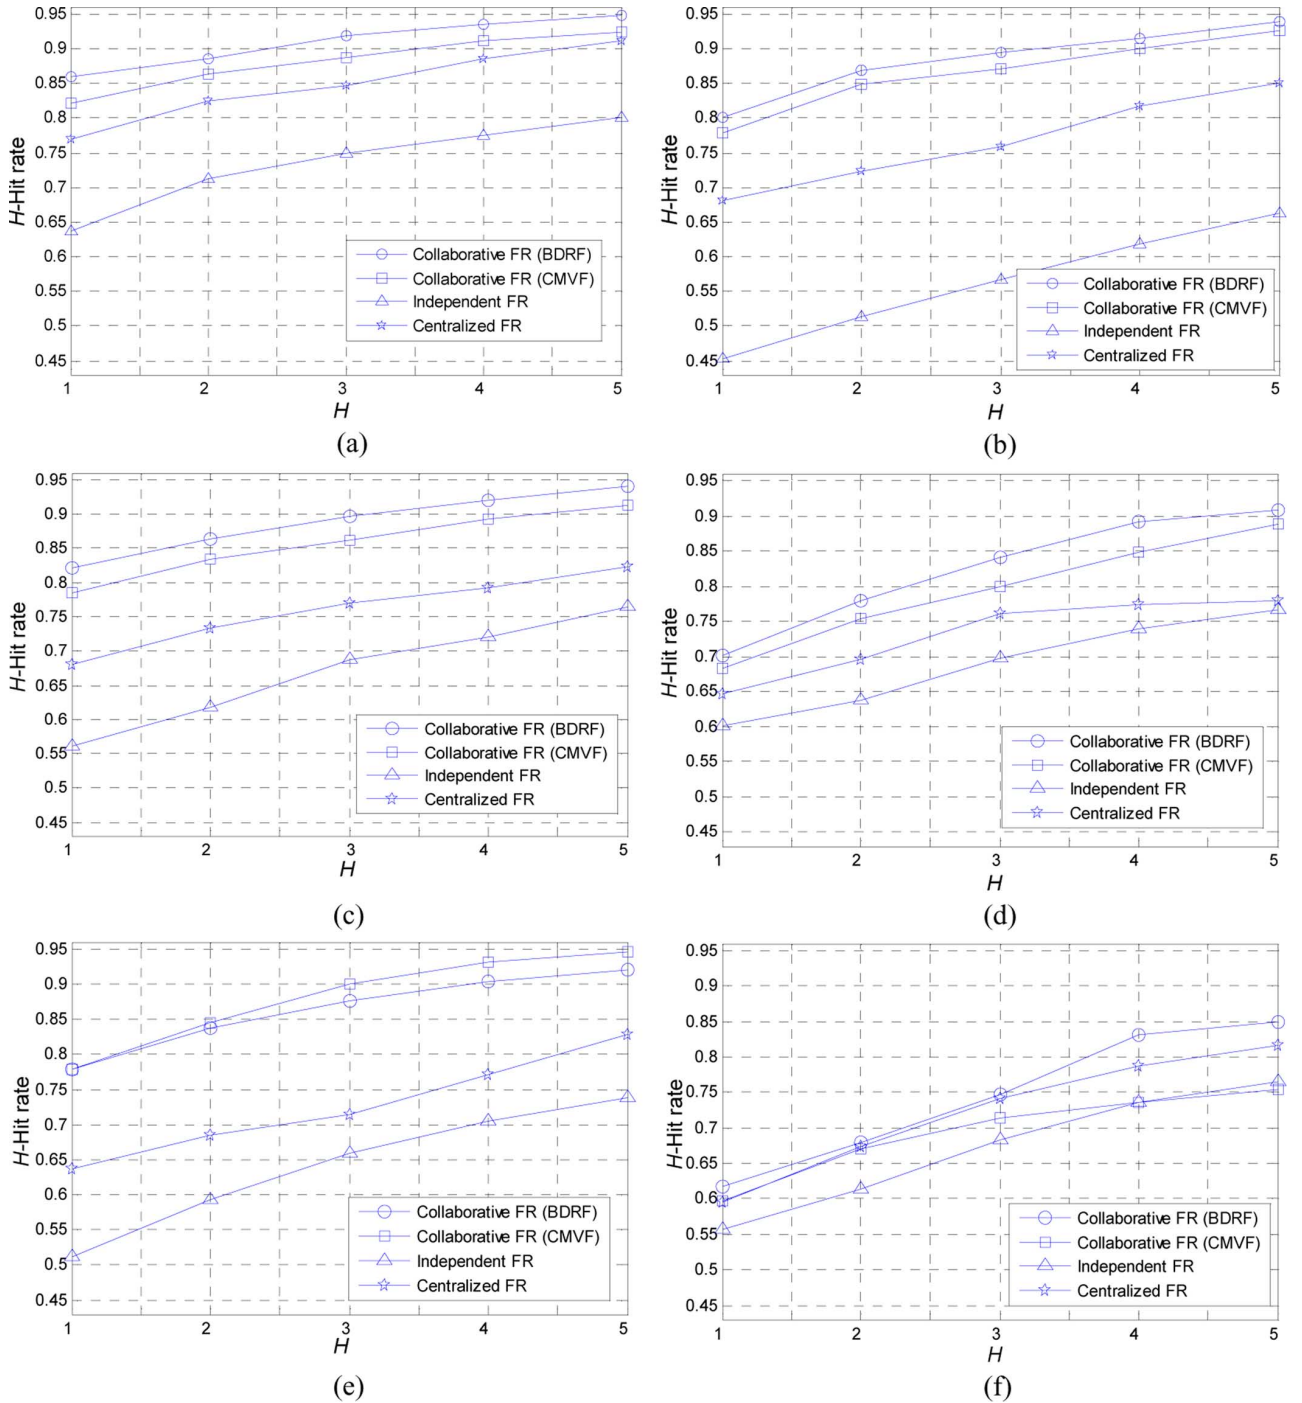 0.95
0.9
0.85
0.8
0.75
0.7
0.65
0.6
0.55
0.5
0.45
H-Hit rate
1 2 3 4 5
H
Collaborative FR (BDRF)
Collaborative FR (CMVF)
Independent FR
Centralized FR
(a)
0.95
0.9
0.85
0.8
0.75
0.7
0.65
0.6
0.55
0.5
0.45
H-Hit rate
1 2 3 4 5
H
Collaborative FR (BDRF)
Collaborative FR (CMVF)
Independent FR
Centralized FR
(b)
0.95
0.9
0.85
0.8
0.75
0.7
0.65
0.6
0.55
0.5
0.45
H-Hit rate
1 2 3 4 5
H
Collaborative FR (BDRF)
Collaborative FR (CMVF)
Independent FR
Centralized FR
(c)
0.95
0.9
0.85
0.8
0.75
0.7
0.65
0.6
0.55
0.5
0.45
H-Hit rate
1 2 3 4 5
H
Collaborative FR (BDRF)
Collaborative FR (CMVF)
Independent FR
Centralized FR
(d)
0.95
0.9
0.85
0.8
0.75
0.7
0.65
0.6
0.55
0.5
0.45
H-Hit rate
1 2 3 4 5
H
Collaborative FR (BDRF)
Collaborative FR (CMVF)
Independent FR
Centralized FR
(e)
0.95
0.9
0.85
0.8
0.75
0.7
0.65
0.6
0.55
0.5
0.45
H-Hit rate
1 2 3 4 5
H
Collaborative FR (BDRF)
Collaborative FR (CMVF)
Independent FR
Centralized FR
(f)